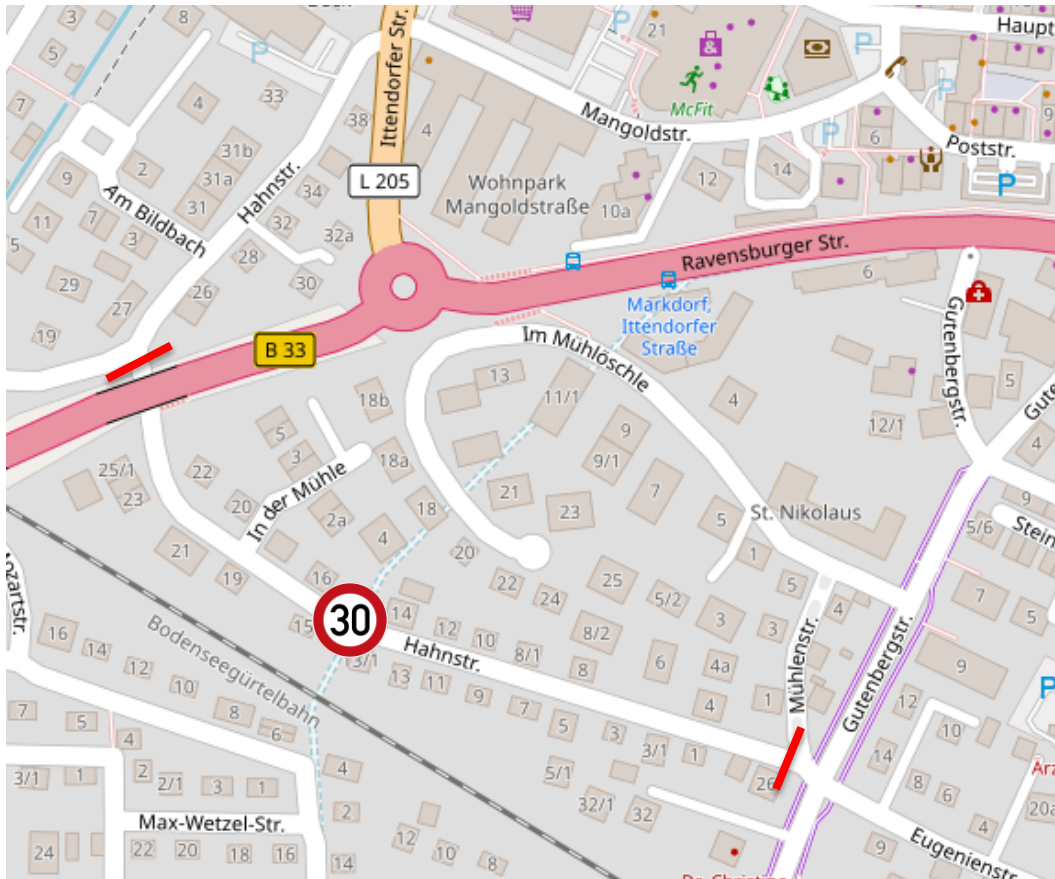 3
38
P
21
P
P
Haupt
5
P
33
4
7
31b
38
Ittendorfer Str.
4
McFit
Mangoldstr.
P
6
9
Poststr.
P
2
31a
9
31
Hahnstr.
34
L 205
Wohnpark
Mangoldstraße
12
14
10a
Am Bildbach
11
7
3
32
32a
5
28
29
30
26
27
19
Ravensburger Str.
6
Markdorf,
Ittendorfer
Straße
B 33
Im Mühlöschle
Gutenbergstr.
5
13
11/1
18b
4
12/1
4
5
9
3
18a
9/1
25/1
22
23
In der Mühle
20
21
7
St. Nikolaus
9
2a
18
23
5
5/6
4
21
20
1
16
19
22
25
5
24
5/2
4
7
30
14
15
12
10
8/1
8/2
3
3
Mozartstr.
16
14
Bodenseegürtelbahn
3/1
Hahnstr.
8
6
4a
Mühlenstr.
Gutenbergstr.
9
12
13
11
9
7
4
1
12
P
10
8
6
5
3
3/1
1
10
7
5
4
14
26
3/1
1
2
2/1
3
1
4
5/1
32/1
32
8
6
2
20a
Max-Wetzel-Str.
4
24
22
20
18
16
14
12
10
8
9
Eugenienstr.